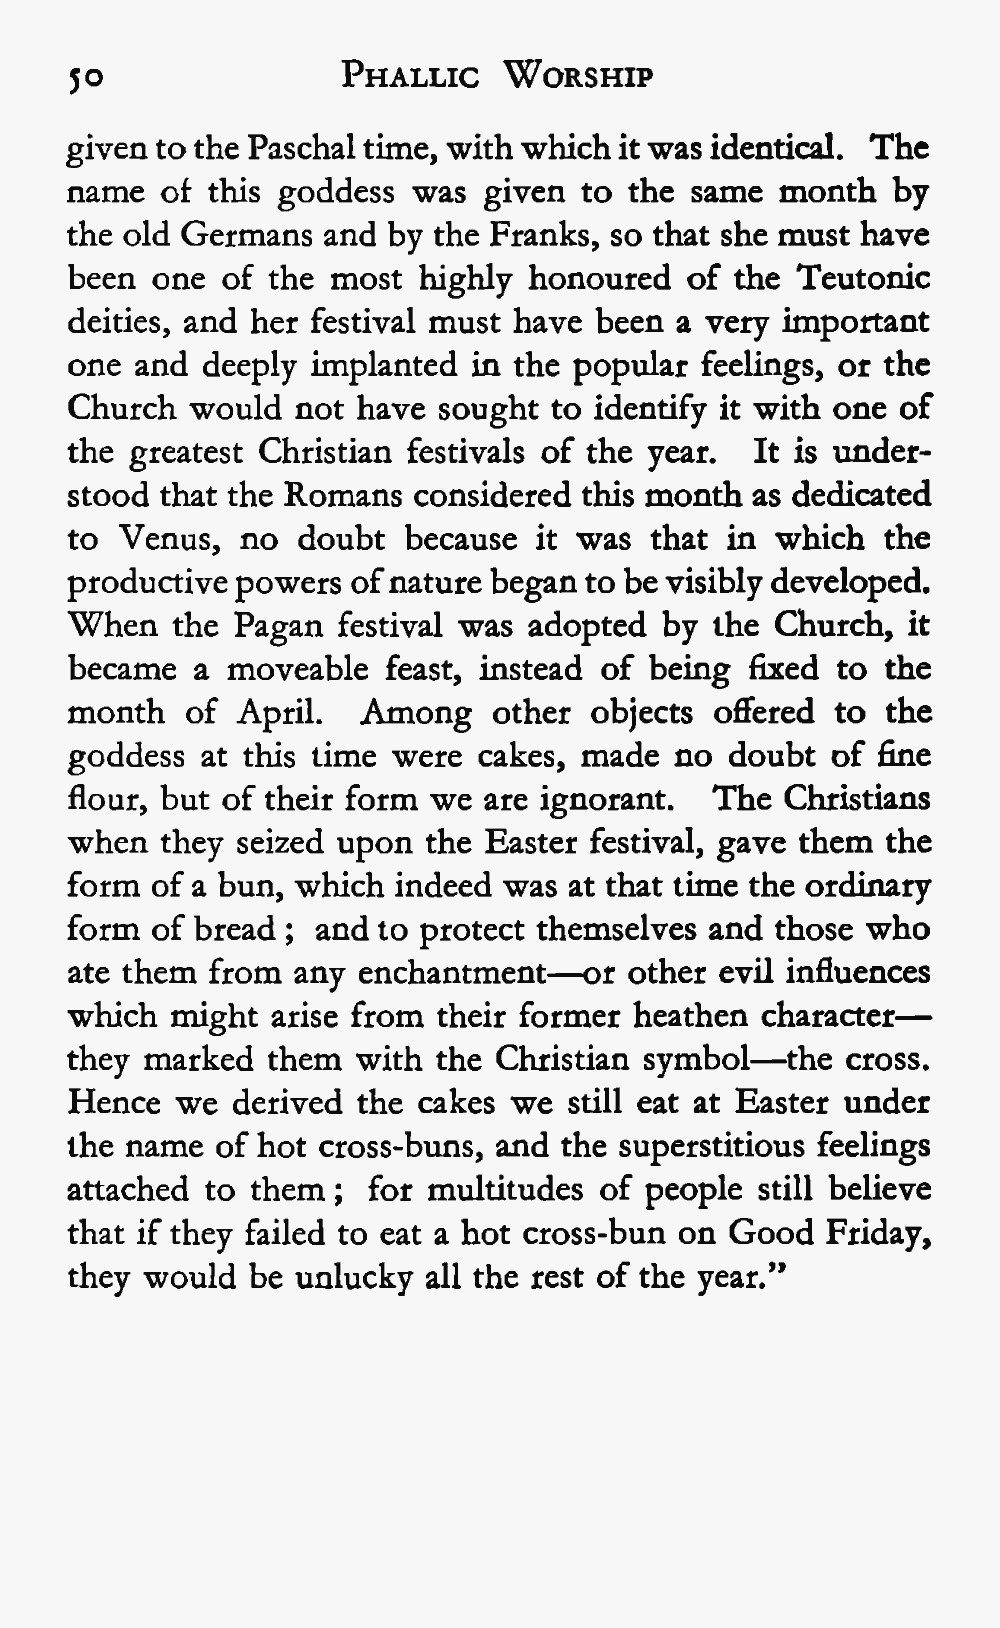 50 PHALLIC WORSHIP
given to the Paschal time, with which it was identical. The
name of this goddess was given to the same month by
the old Germans and by the Franks, so that she must have
been one of the most highly honoured of the Teutonic
deities, and her festival must have been a very important
one and deeply implanted in the popular feelings, or the
Church would not have sought to identify it with one of
the greatest Christian festivals of the year. It is under-
stood that the Romans considered this month as dedicated
to Venus, no doubt because it was that in which the
productive powers of nature began to be visibly developed.
When the Pagan festival was adopted by the Church, it
became a moveable feast, instead of being fixed to the
month of April. Among other objects offered to the
goddess at this time were cakes, made no doubt of fine
flour, but of their form we are ignorant. The Christians
when they seized upon the Easter festival, gave them the
form of a bun, which indeed was at that time the ordinary
form of bread ; and to protect themselves and those who
ate them from any enchantment—or other evil influences
which might arise from their former heathen character—
they marked them with the Christian symbol—the cross.
Hence we derived the cakes we still eat at Easter under
the name of hot cross-buns, and the superstitious feelings
attached to them ; for multitudes of people still believe
that if they failed to eat a hot cross-bun on Good Friday,
they would be unlucky all the rest of the year.”